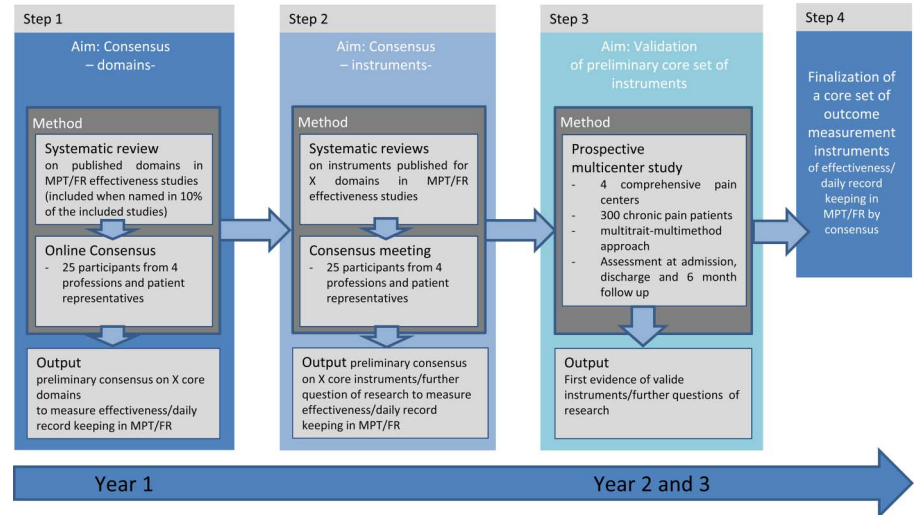 Step 1
Aim: Consensus
– domains-
Method
Systematic review
on published domains in
MPT/FR effectiveness studies
(included when named in 10%
of the included studies)
Online Consensus
- 25 participants from 4
professions and patient
representatives
Output
preliminary consensus on X core
domains
to measure effectiveness/daily
record keeping in MPT/FR
Step 2
Aim: Consensus
– instruments-
Method
Systematic reviews
on instruments published for
X domains in MPT/FR
effectiveness studies
Consensus meeting
- 25 participants from 4
professions and patient
representatives
Output preliminary consensus
on X core instruments/further
question of research to measure
effectiveness/daily record
keeping in MPT/FR
Step 3
Aim: Validation
of preliminary core set of
instruments
Method
Prospective
multicenter study
- 4 comprehensive pain
centers
- 300 chronic pain patients
- multitrait-multimethod
approach
- Assessment at admission,
discharge and 6 month
follow up
Output
First evidence of valide
instruments/further questions of
research
Step 4
Finalization of
a core set of
outcome
measurement
instruments
of effectiveness/
daily record
keeping in
MPT/FR by
consensus
Year 1
Year 2 and 3